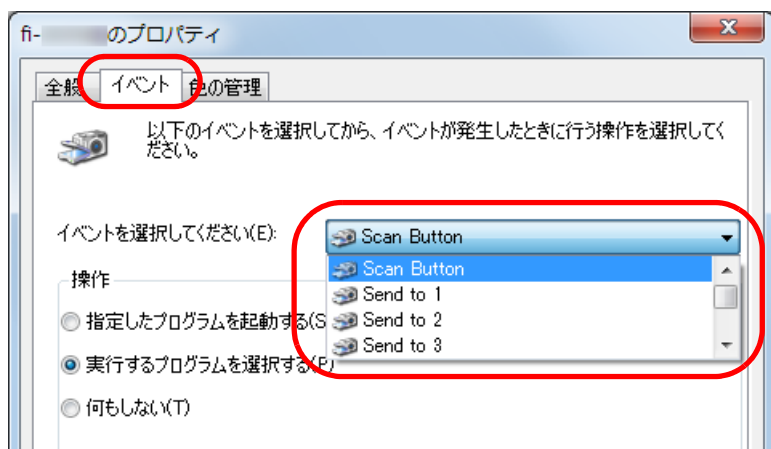 fi- のプロパティ
全般 イベント 色の管理
以下のイベントを選択してから、イベントが発生したときに行う操作を選択してく
ださい。
イベントを選択してください(E):
Scan Button
Scan Button
Send to 1
Send to 2
Send to 3
操作
指定したプログラムを起動する(S
実行するプログラムを選択する(P)
何もしない(T)